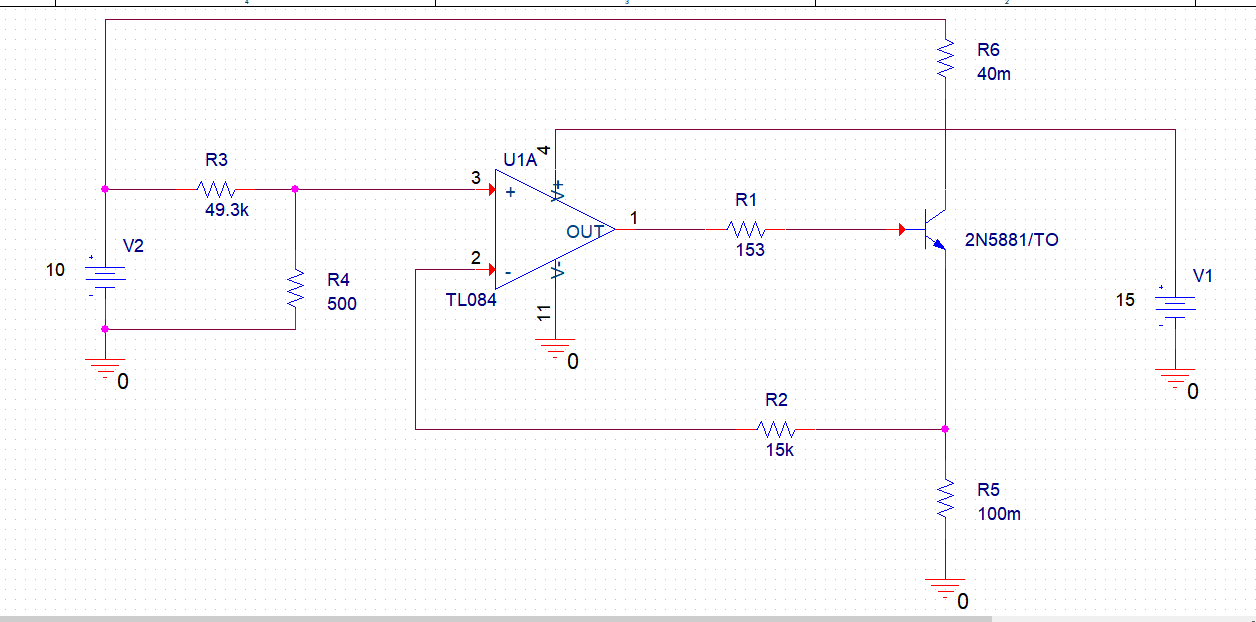 4
3
2
R6
40m
R3
49.3k
U1A
4
3
+
V+
R1
153
OUT
1
2N5881/TO
V2
10
+
-
2
-
V-
TL084
11
R4
500
0
0
V1
15
+
-
0
R2
15k
R5
100m
0